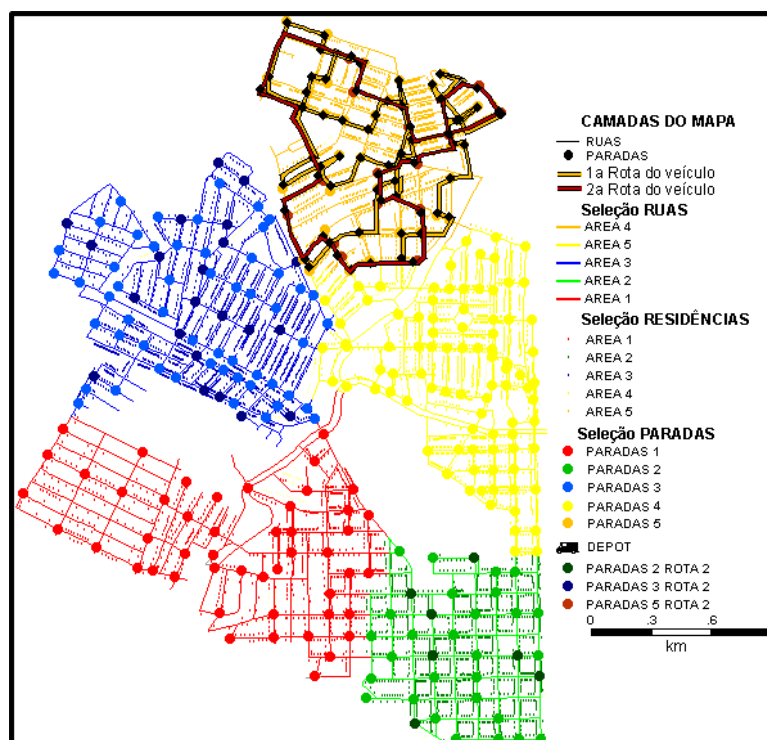 CAMADAS DO MAPA
RUAS
PARADAS
1a Rota do veículo
2a Rota do veículo
Seleção RUAS
AREA 4
AREA 5
AREA 3
AREA 2
AREA 1
Seleção RESIDÊNCIAS
AREA 1
AREA 2
AREA 3
AREA 4
AREA 5
Seleção PARADAS
PARADAS 1
PARADAS 2
PARADAS 3
PARADAS 4
PARADAS 5
DEPOT
PARADAS 2 ROTA 2
PARADAS 3 ROTA 2
PARADAS 5 ROTA 2
0 .3 .6
km